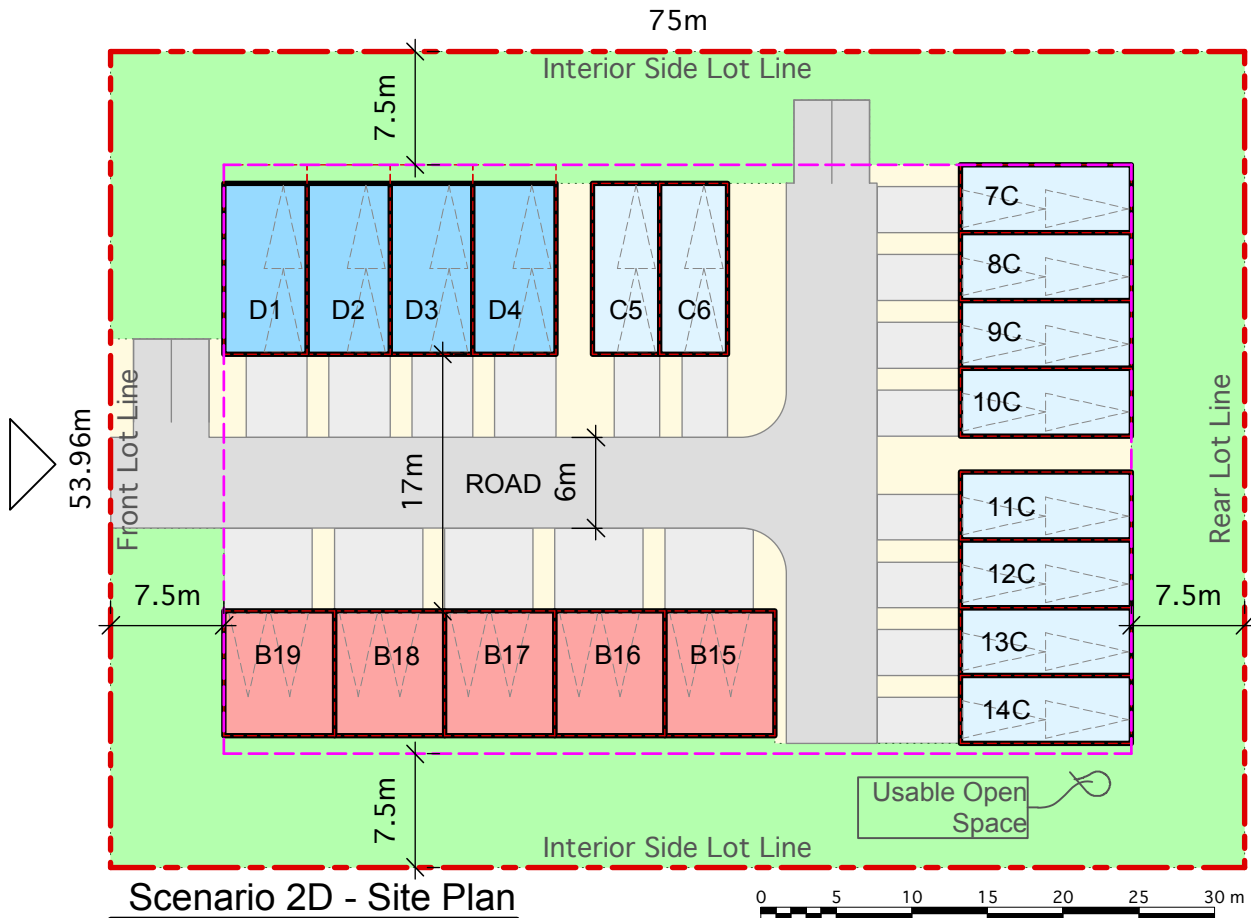 75m
Interior Side Lot Line
7.5m
7C
8C
9C
10C
D1
D2
D3
D4
C5
C6
53.96m
Front Lot Line
17m
ROAD
6m
Rear Lot Line
11C
12C
13C
14C
7.5m
7.5m
B19
B18
B17
B16
B15
7.5m
Usable Open
Space
Interior Side Lot Line
Scenario 2D - Site Plan
0 5 10 15 20 25 30 m